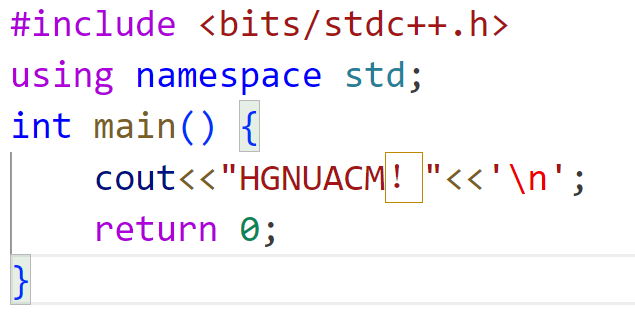 #include <bits/stdc++.h>
using namespace std;
int main() {
    cout<<"HGNUACM！"<<'\n';
    return 0;
}